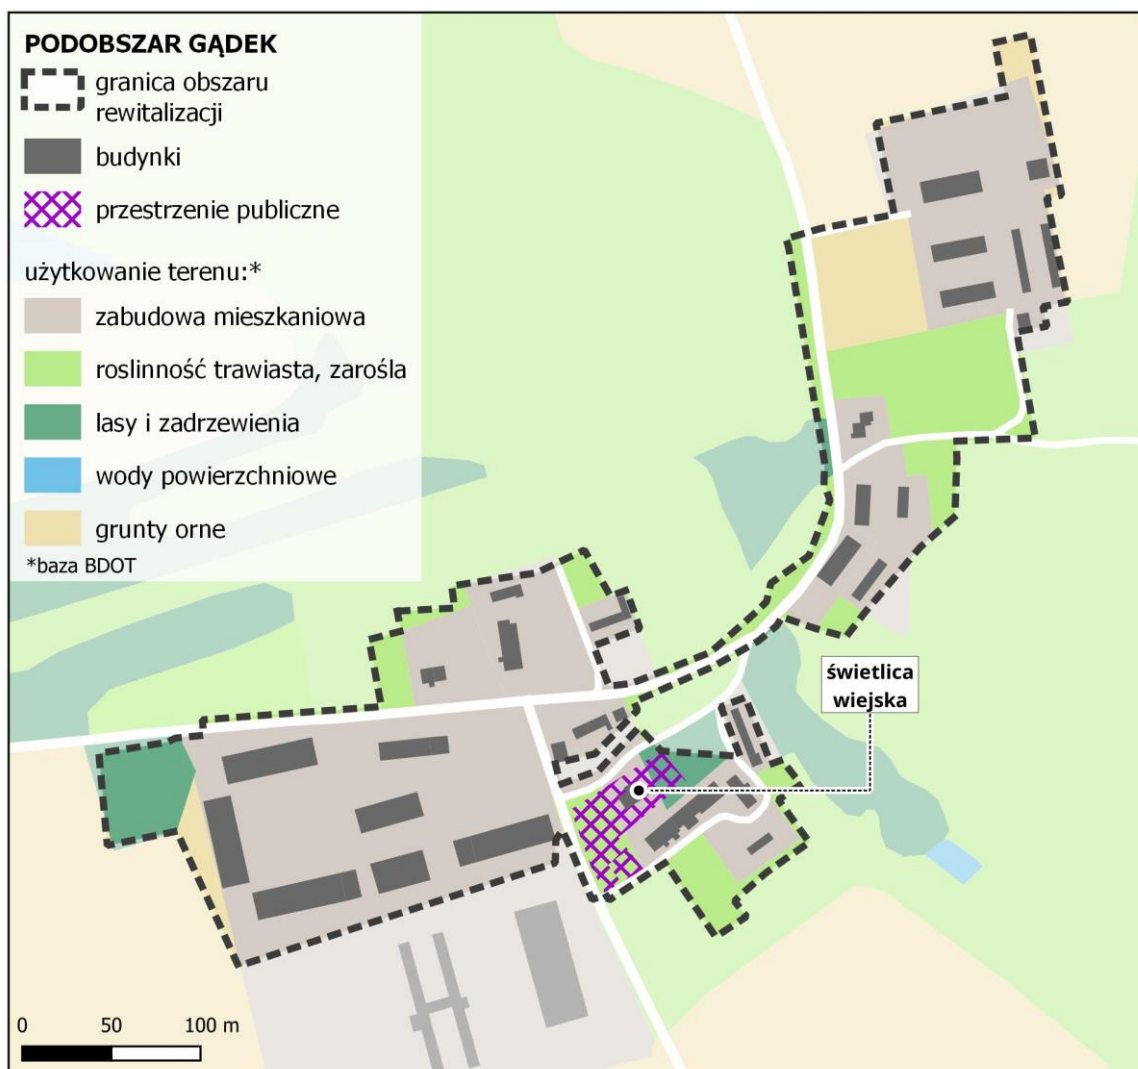 PODOBSZAR GĄDEK
granica obszaru
rewitalizacji
budynki
przestrzenie publiczne
użytkowanie terenu:*
zabudowa mieszkaniowa
roslinność trawiasta, zarośla
lasy i zadrzewienia
wody powierzchniowe
grunty orne
*baza BDOT
świetlica
wiejska
0 50 100 m